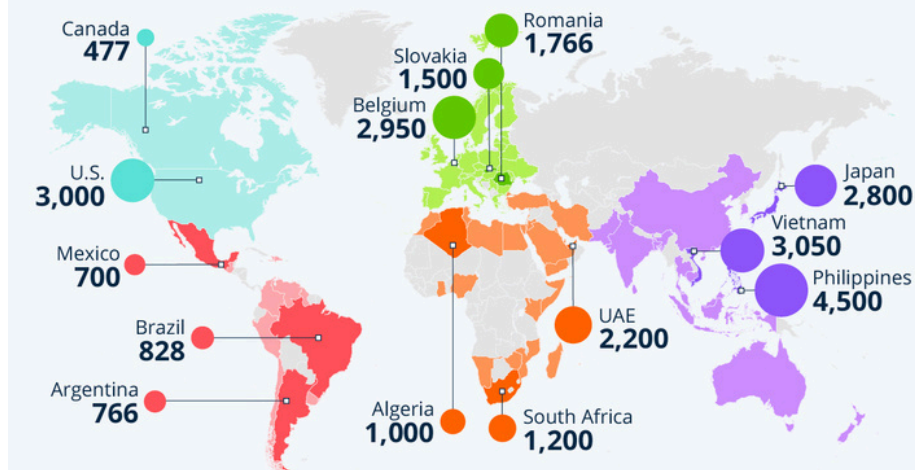 Canada
477
U.S.
3,000
Mexico
700
Brazil
828
Argentina
766
Romania
1,766
Slovakia
1,500
Belgium
2,950
Algeria
1,000
South Africa
1,200
UAE
2,200
Japan
2,800
Vietnam
3,050
Philippines
4,500